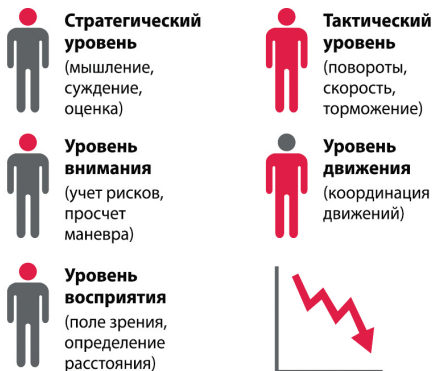 Стратегический
уровень
(мышление,
суждение,
оценка)
Тактический
уровень
(повороты,
скорость,
торможение)
Уровень
внимания
(учет рисков,
просчет
маневра)
Уровень
движения
(координация
движений)
Уровень
восприятия
(поле зрения,
определение
расстояния)